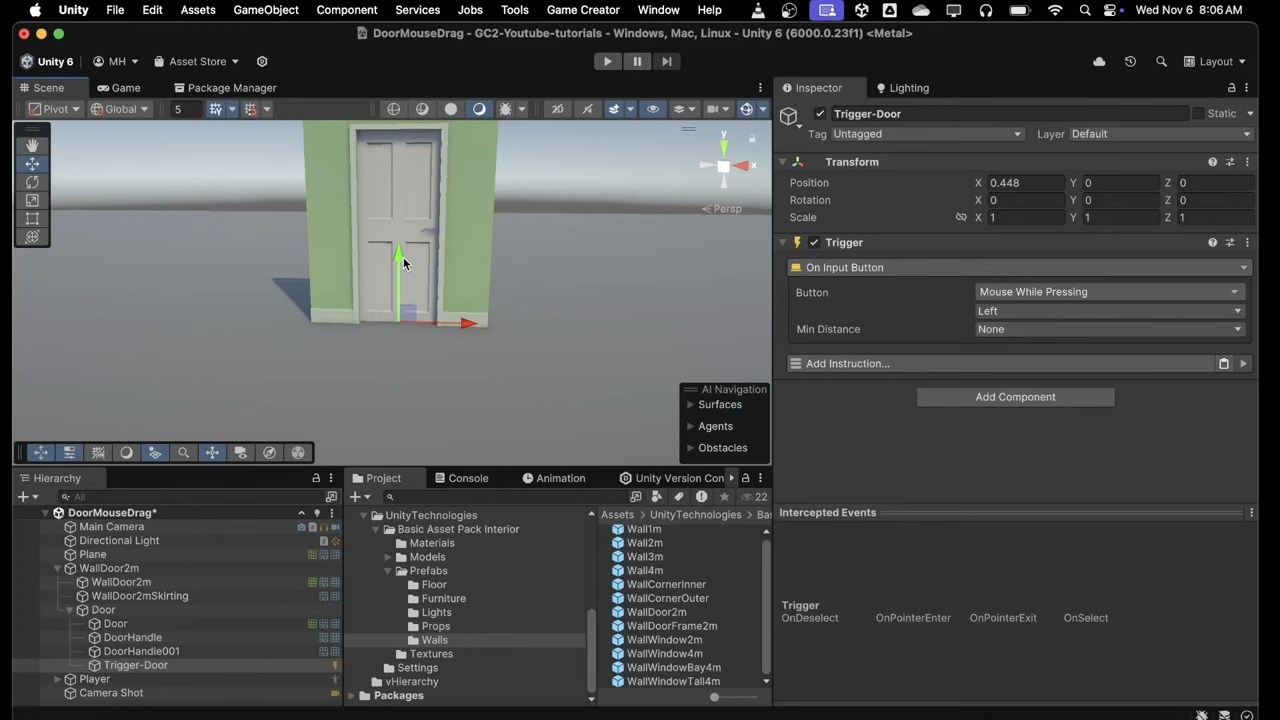 Unity File Edit Assets GameObject Component Services Jobs Tools Game Creator Window Help Wed Nov 6 8:06 AM
DoorMouseDrag - GC2-Youtube-tutorials - Windows, Mac, Linux - Unity 6 (6000.0.23f1) <Metal>
Unity 6 MH Asset Store Layout
Scene Game Package Manager
Pivot Global 5
y
x
Persp
AI Navigation
Surfaces
Agents
Obstacles
Inspector Lighting
Trigger-Door Static
Tag Untagged Layer Default
Transform
Position X 0.448 Y 0 Z 0
Rotation X 0 Y 0 Z 0
Scale X 1 Y 1 Z 1
Trigger
On Input Button
Button Mouse While Pressing
Left
Min Distance None
Add Instruction...
Add Component
Intercepted Events
Trigger
OnDeselect OnPointerEnter OnPointerExit OnSelect
Hierarchy
All
DoorMouseDrag*
Main Camera
Directional Light
Plane
WallDoor2m
WallDoor2m
WallDoor2mSkirting
Door
Door
DoorHandle
DoorHandle001
Trigger-Door
Player
Camera Shot
Project Console Animation Unity Version Con
22
UnityTechnologies
Basic Asset Pack Interior
Materials
Models
Prefabs
Floor
Furniture
Lights
Props
Walls
Textures
Settings
vHierarchy
Packages
Assets > UnityTechnologies > Ba
Wall1m
Wall2m
Wall3m
Wall4m
WallCornerInner
WallCornerOuter
WallDoor2m
WallDoorFrame2m
WallWindow2m
WallWindow4m
WallWindowBay4m
WallWindowTall4m